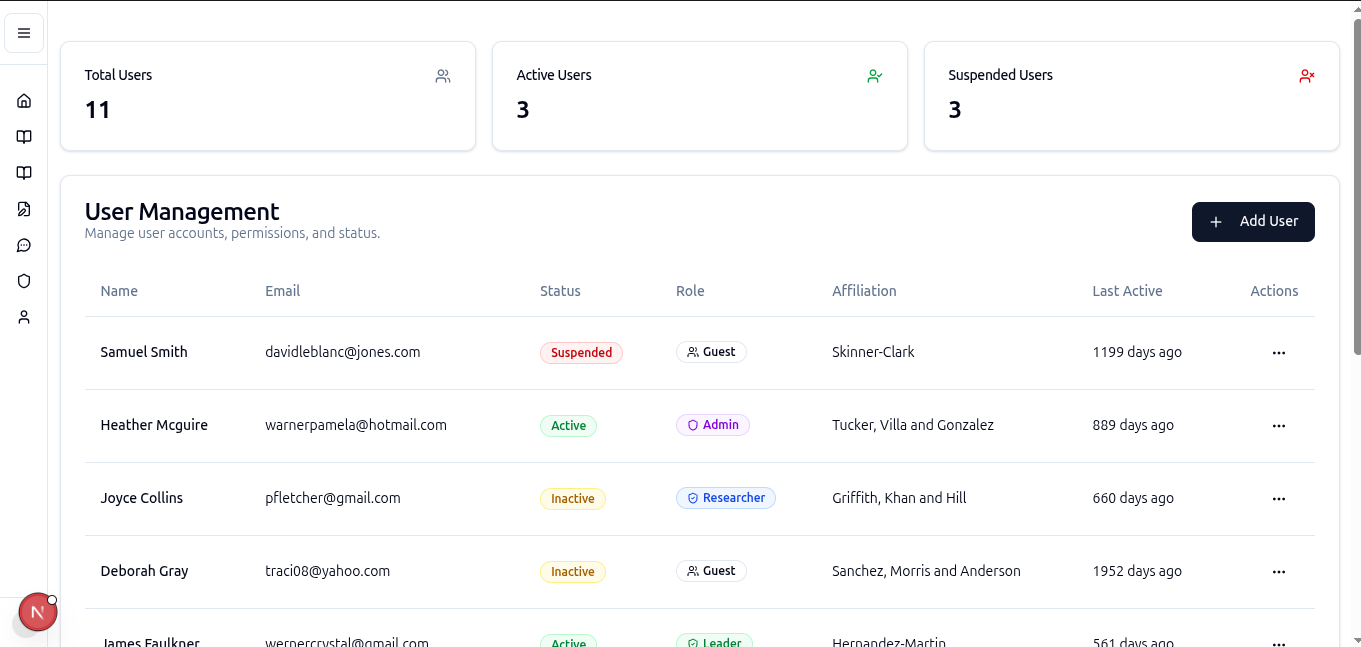 Total Users
11
Active Users
3
Suspended Users
3
User Management
Manage user accounts, permissions, and status.
Add User
Name Email Status Role Affiliation Last Active Actions
Samuel Smith davidleblanc@jones.com Suspended Guest Skinner-Clark 1199 days ago
Heather Mcguire warnerpamela@hotmail.com Active Admin Tucker, Villa and Gonzalez 889 days ago
Joyce Collins pfletcher@gmail.com Inactive Researcher Griffith, Khan and Hill 660 days ago
Deborah Gray traci08@yahoo.com Inactive Guest Sanchez, Morris and Anderson 1952 days ago
James Faulkner wernercrystal@gmail.com Active Leader Hernandez-Martin 561 days ago
N